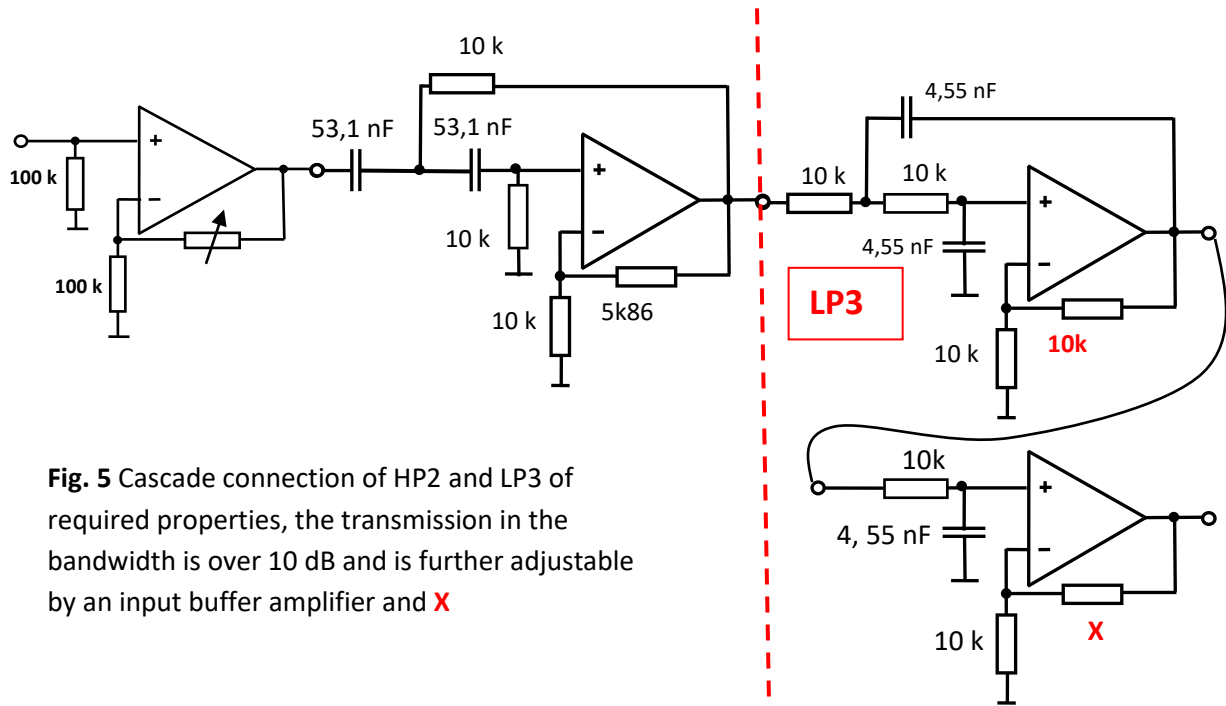 10 k
4,55 nF
53,1 nF
53,1 nF
+
+
10 k
10 k
+
100 k
−
−
10 k
4,55 nF
−
100 k
10 k
5k86
LP3
10 k
10k
Fig. 5 Cascade connection of HP2 and LP3 of
required properties, the transmission in the
bandwidth is over 10 dB and is further adjustable
by an input buffer amplifier and X
10k
+
4, 55 nF
−
10 k
X